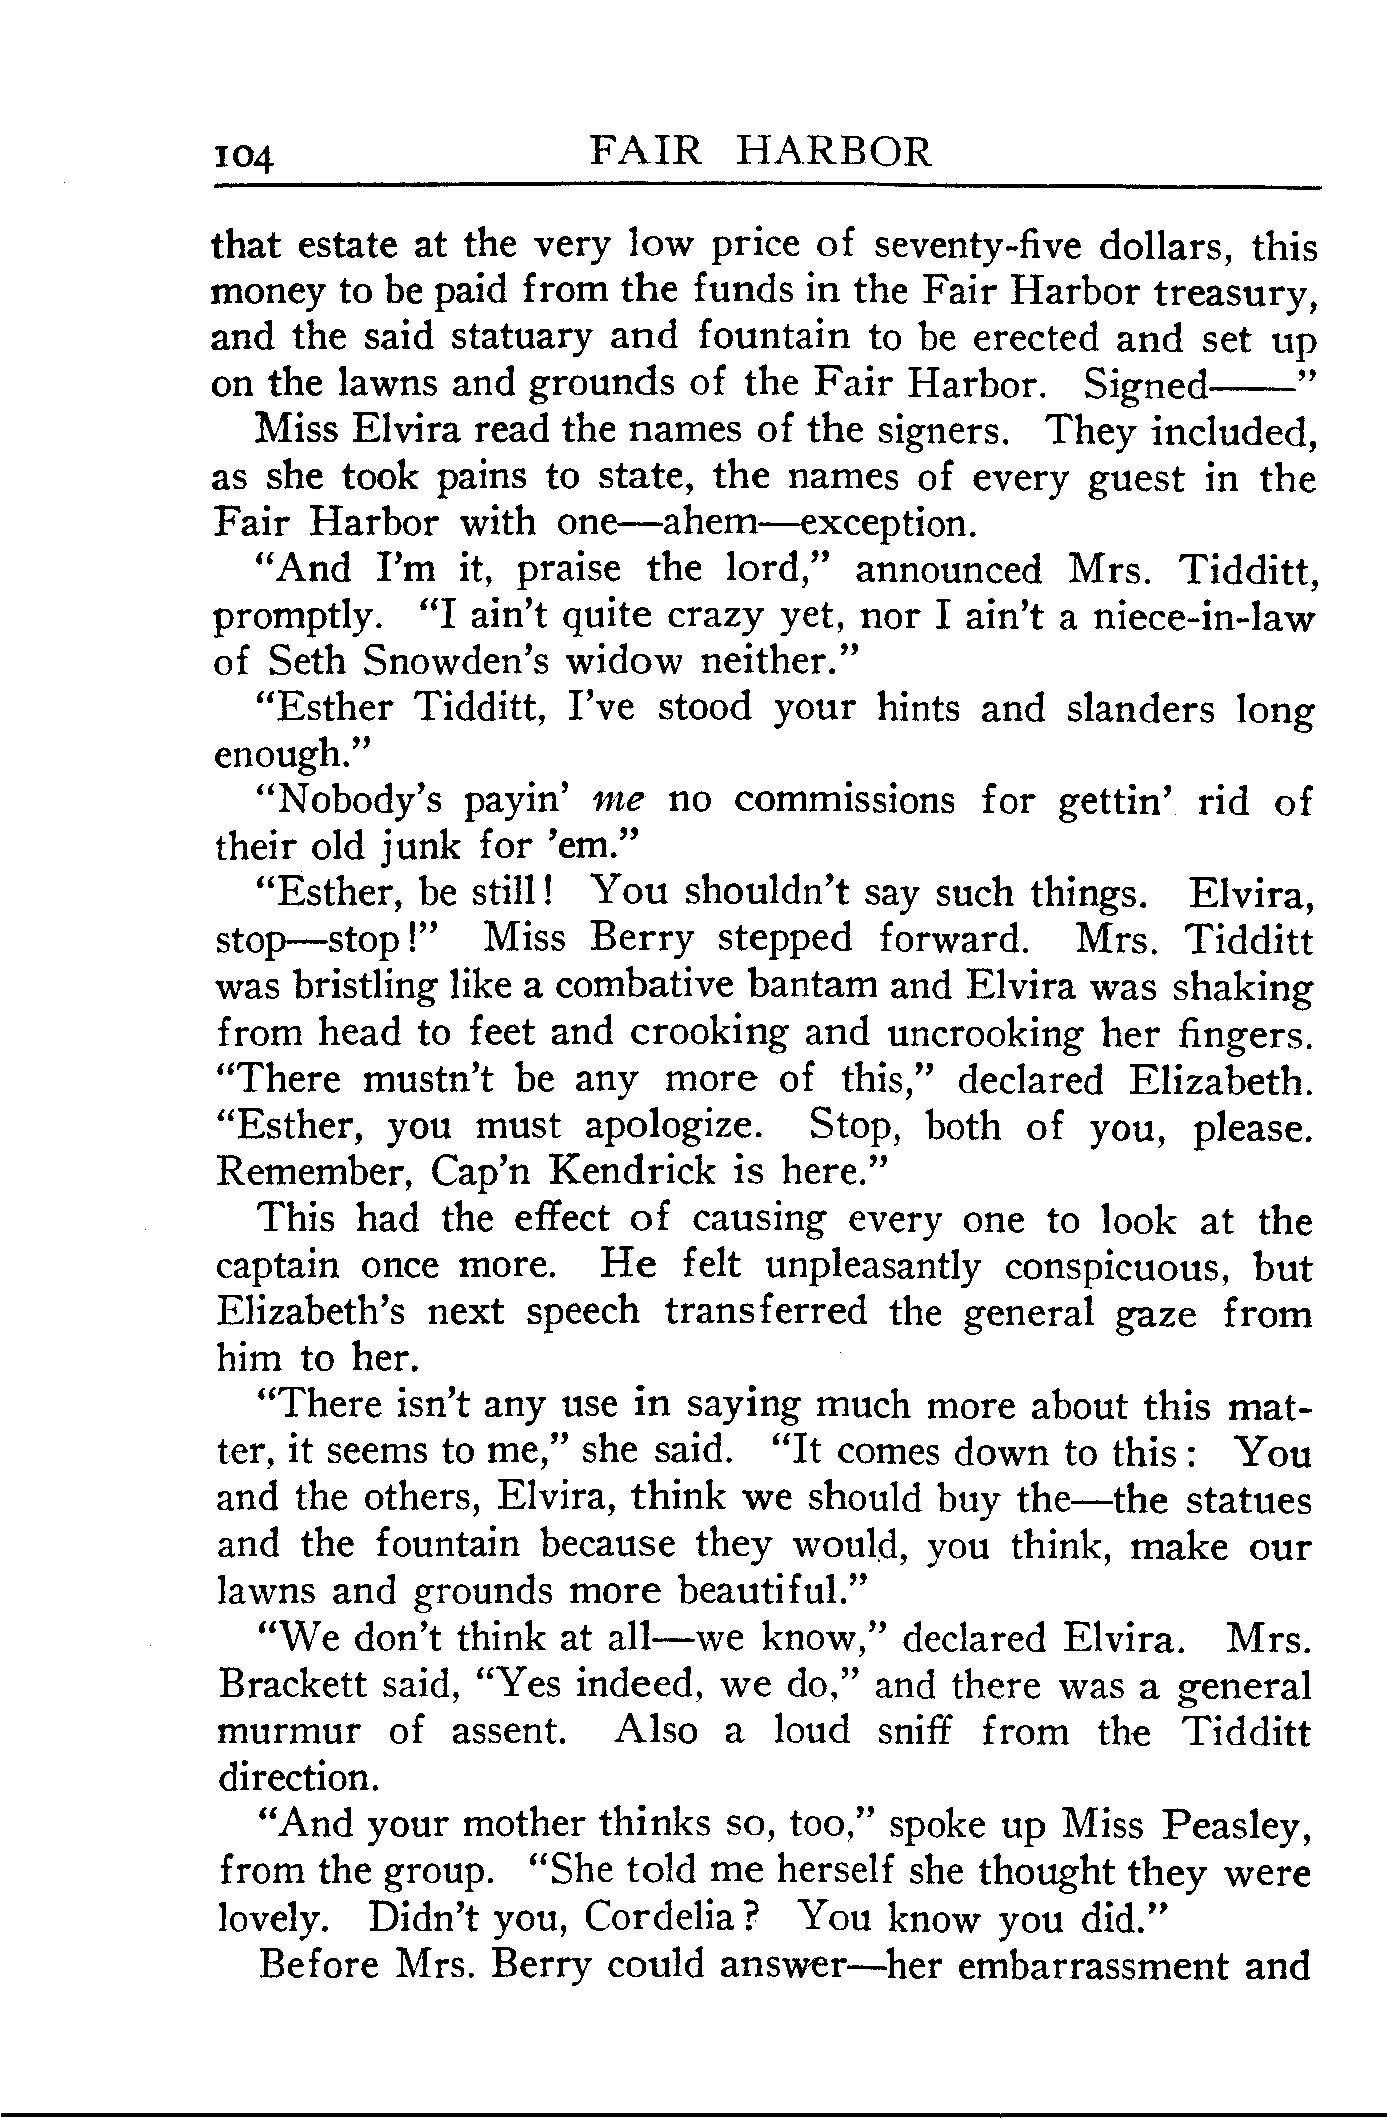 104 FAIR HARBOR
that estate at the very low price of seventy-five dollars, this
money to be paid from the funds in the Fair Harbor treasury,
and the said statuary and fountain to be erected and set up
on the lawns and grounds of the Fair Harbor. Signed——”
Miss Elvira read the names of the signers. They included,
as she took pains to state, the names of every guest in the
Fair Harbor with one—ahem—exception.
“And I’m it, praise the lord,” announced Mrs. Tidditt,
promptly. “I ain’t quite crazy yet, nor I ain’t a niece-in-law
of Seth Snowden’s widow neither.”
“Esther Tidditt, I’ve stood your hints and slanders long
enough.”
“Nobody’s payin’ me no commissions for gettin’ rid of
their old junk for ’em.”
“Esther, be still! You shouldn’t say such things. Elvira,
stop—stop!” Miss Berry stepped forward. Mrs. Tidditt
was bristling like a combative bantam and Elvira was shaking
from head to feet and crooking and uncrooking her fingers.
“There mustn’t be any more of this,” declared Elizabeth.
“Esther, you must apologize. Stop, both of you, please.
Remember, Cap’n Kendrick is here.”
This had the effect of causing every one to look at the
captain once more. He felt unpleasantly conspicuous, but
Elizabeth’s next speech transferred the general gaze from
him to her.
“There isn’t any use in saying much more about this mat-
ter, it seems to me,” she said. “It comes down to this: You
and the others, Elvira, think we should buy the—the statues
and the fountain because they would, you think, make our
lawns and grounds more beautiful.”
“We don’t think at all—we know,” declared Elvira. Mrs.
Brackett said, “Yes indeed, we do,” and there was a general
murmur of assent. Also a loud sniff from the Tidditt
direction.
“And your mother thinks so, too,” spoke up Miss Peasley,
from the group. “She told me herself she thought they were
lovely. Didn’t you, Cordelia? You know you did.”
Before Mrs. Berry could answer—her embarrassment and